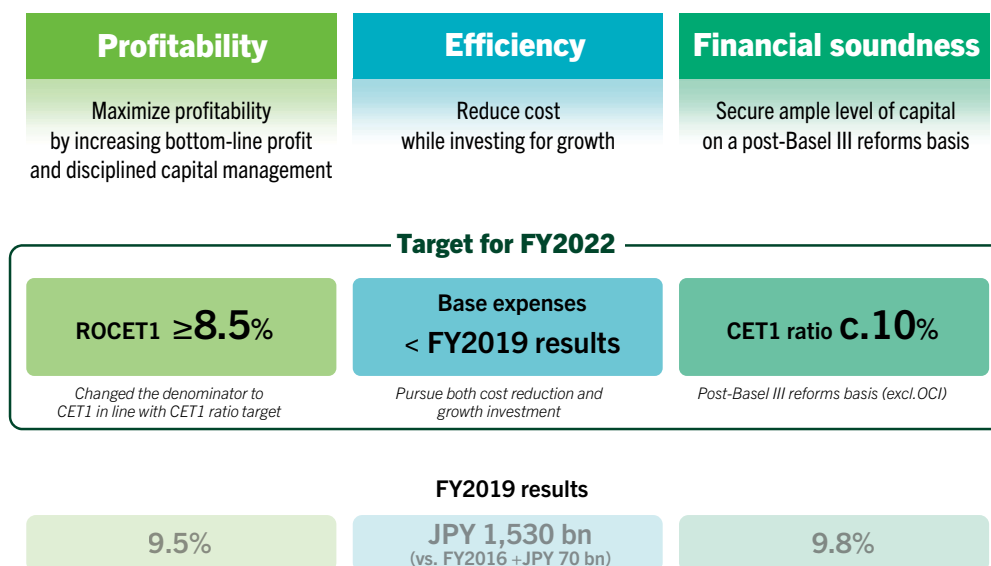 Profitability
Maximize profitability
by increasing bottom-line profit
and disciplined capital management
Efficiency
Reduce cost
while investing for growth
Financial soundness
Secure ample level of capital
on a post-Basel III reforms basis
Target for FY2022
ROCET1 ≥8.5%
Changed the denominator to
CET1 in line with CET1 ratio target
Base expenses
< FY2019 results
Pursue both cost reduction and
growth investment
CET1 ratio c.10%
Post-Basel III reforms basis (excl.OCI)
FY2019 results
9.5%
JPY 1,530 bn
(vs. FY2016 +JPY 70 bn)
9.8%